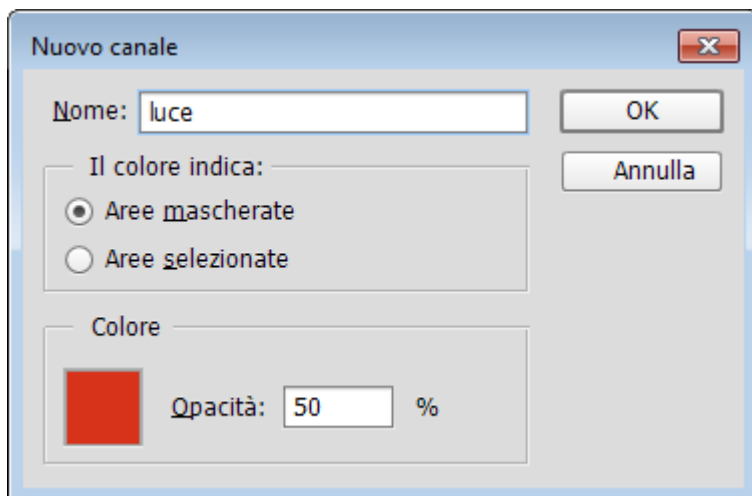 Nuovo canale
Nome: luce
OK
Il colore indica:
Annulla
Aree mascherate
Aree selezionate
Colore
Opacità: 50 %